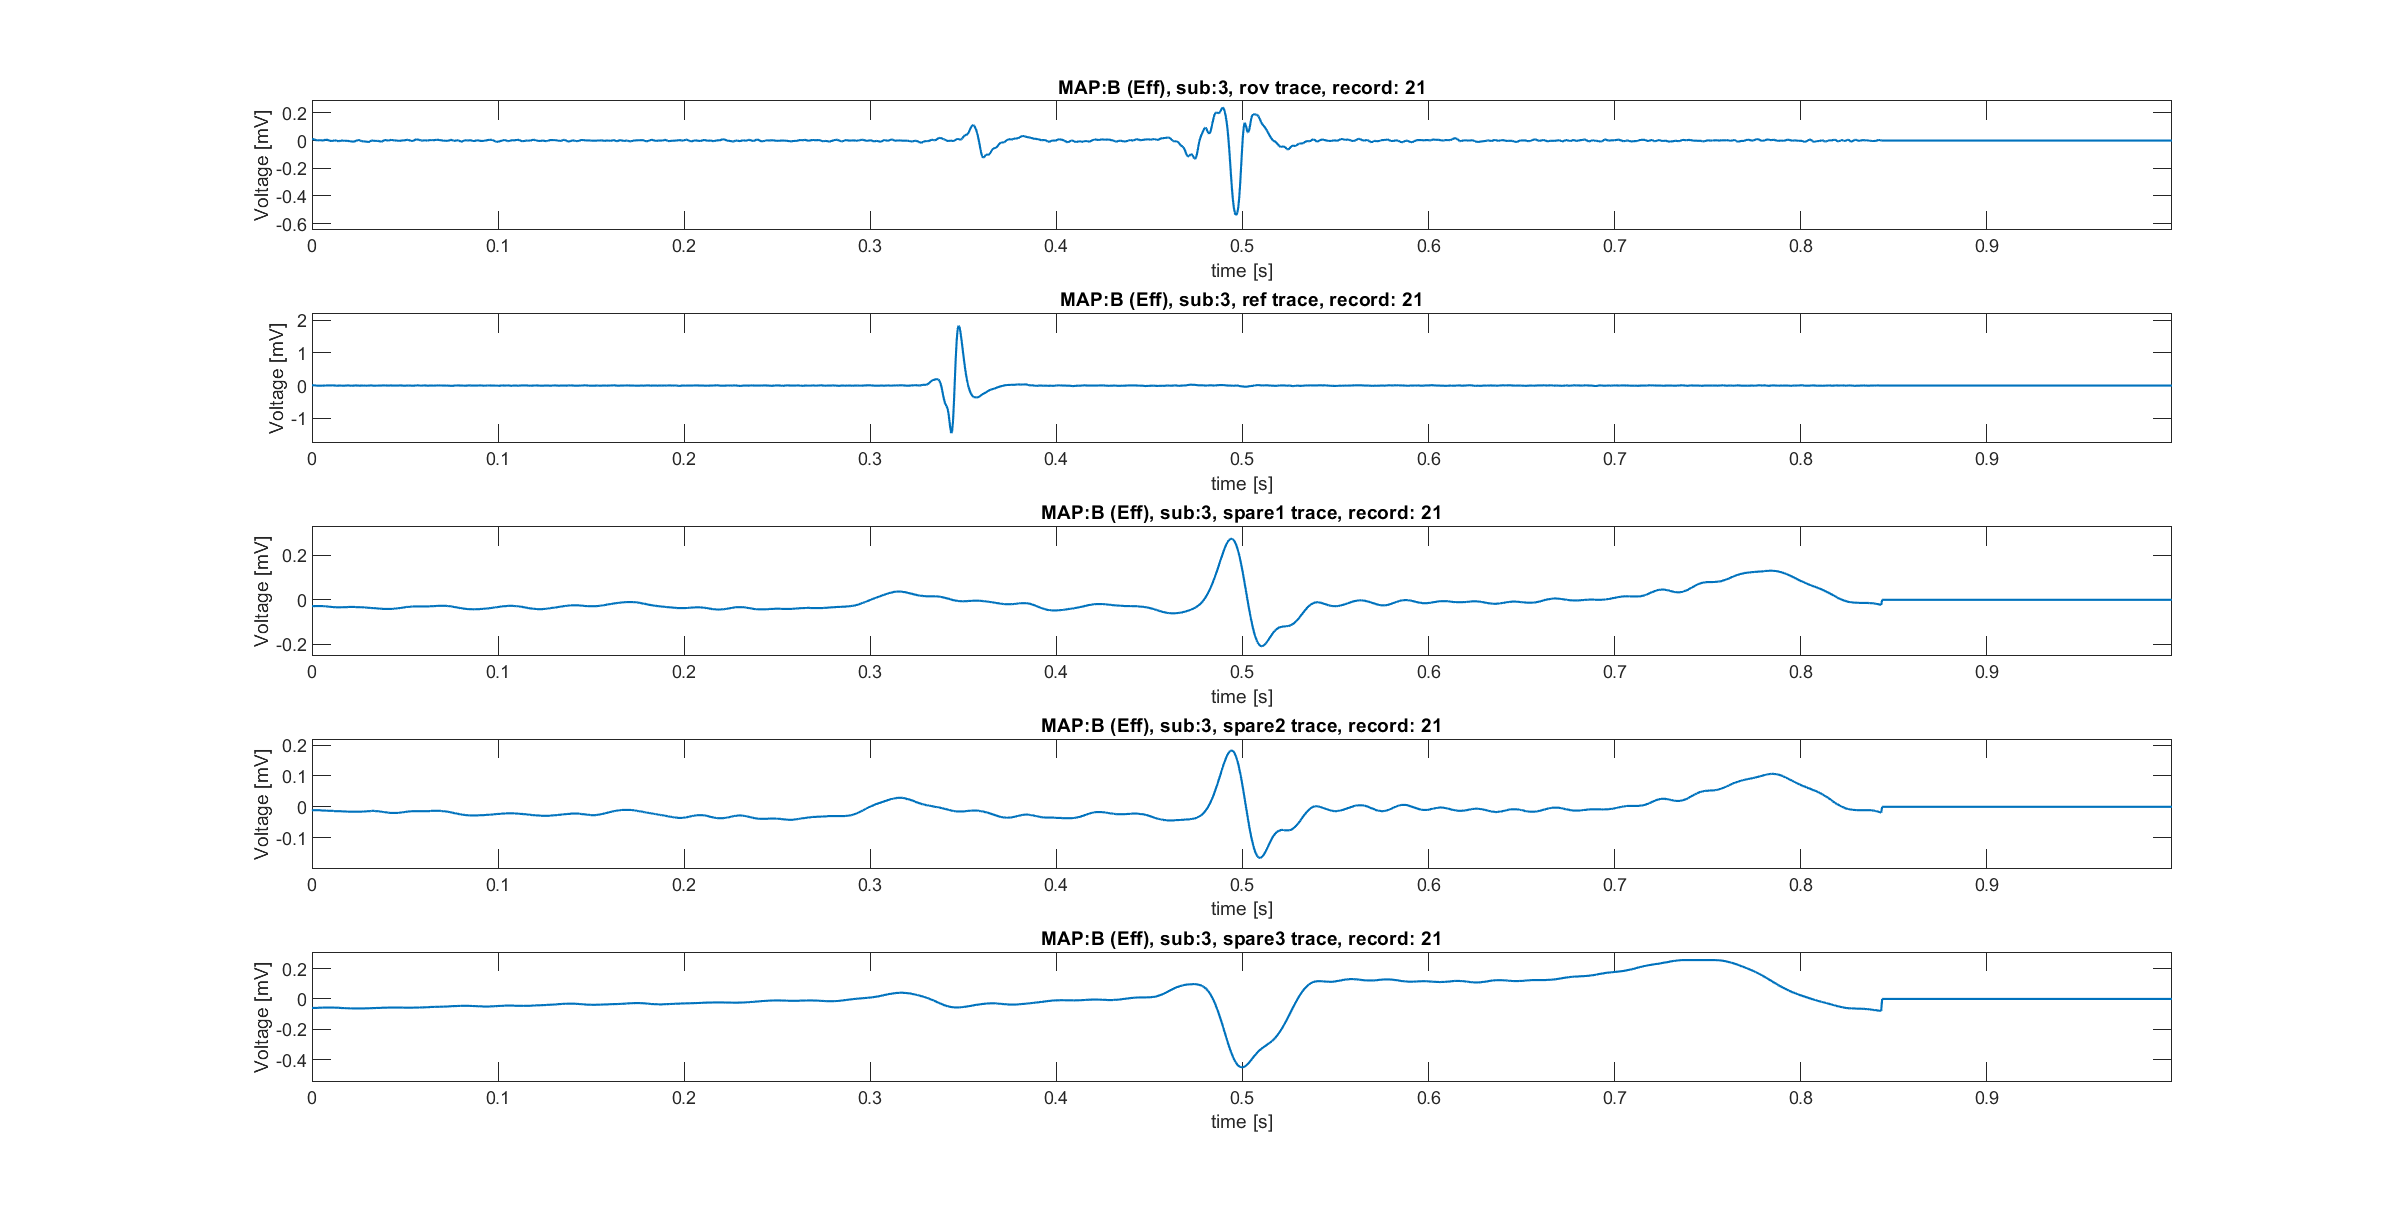 MAP:B (Eff), sub:3, rov trace, record: 21
Voltage [mV]
0.2
0
-0.2
-0.4
-0.6
0 0.1 0.2 0.3 0.4 0.5 0.6 0.7 0.8 0.9
time [s]
MAP:B (Eff), sub:3, ref trace, record: 21
Voltage [mV]
2
1
0
-1
0 0.1 0.2 0.3 0.4 0.5 0.6 0.7 0.8 0.9
time [s]
MAP:B (Eff), sub:3, spare1 trace, record: 21
Voltage [mV]
0.2
0
-0.2
0 0.1 0.2 0.3 0.4 0.5 0.6 0.7 0.8 0.9
time [s]
MAP:B (Eff), sub:3, spare2 trace, record: 21
Voltage [mV]
0.2
0.1
0
-0.1
0 0.1 0.2 0.3 0.4 0.5 0.6 0.7 0.8 0.9
time [s]
MAP:B (Eff), sub:3, spare3 trace, record: 21
Voltage [mV]
0.2
0
-0.2
-0.4
0 0.1 0.2 0.3 0.4 0.5 0.6 0.7 0.8 0.9
time [s]